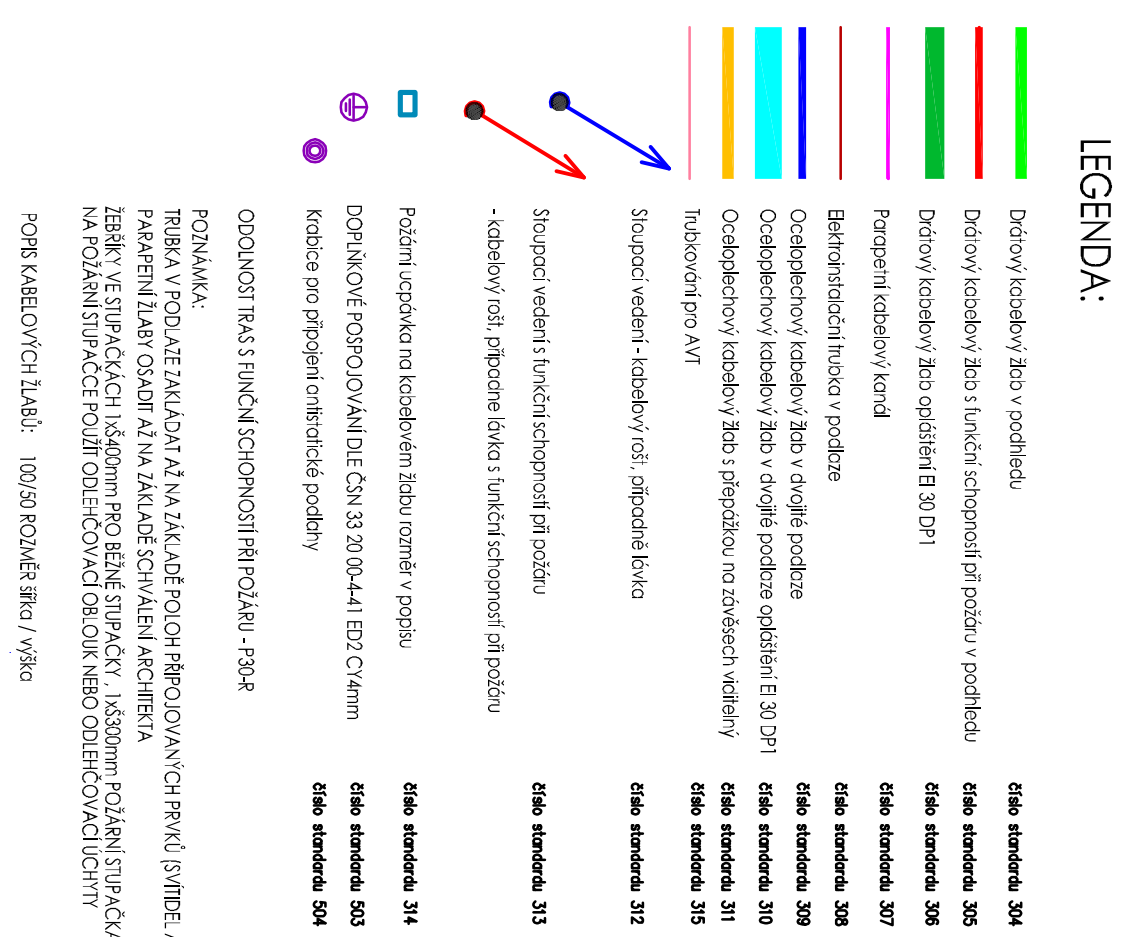 LEGENDA:
Drátový kabelový žlab v podhledu číslo standardu 304
Drátový kabelový žlab s funkční schopností při požáru v podhledu číslo standardu 305
Drátový kabelový žlab opláštění EI 30 DP1 číslo standardu 306
Parapetní kabelový kanál číslo standardu 307
Elektroinstalační trubka v podlaze číslo standardu 308
Oceloplechový kabelový žlab v dvojité podlaze číslo standardu 309
Oceloplechový kabelový žlab v dvojité podlaze opláštění EI 30 DP1 číslo standardu 310
Oceloplechový kabelový žlab s přepážkou na závěsech viditelný číslo standardu 311
Trubkování pro AVT číslo standardu 315
Stoupací vedení - kabelový rošt, případně lávka číslo standardu 312
Stoupací vedení s funkční schopností při požáru číslo standardu 313
- kabelový rošt, případne lávka s funkční schopností při požáru
Požární ucpávka na kabelovém žlabu rozměr v popisu číslo standardu 314
DOPLŇKOVÉ POSPOJOVÁNÍ DLE ČSN 33 20 00-4-41 ED2 CY4mm číslo standardu 503
Krabice pro připojení antistatické podlahy číslo standardu 504
ODOLNOST TRAS S FUNČNÍ SCHOPNOSTÍ PŘI POŽÁRU - P30-R
POZNÁMKA:
TRUBKA V PODLAZE ZAKLÁDAT AŽ NA ZÁKLADĚ POLOH PŘIPOJOVANÝCH PRVKŮ (SVÍTIDEL
PARAPETNÍ ŽLABY OSADIT AŽ NA ZÁKLADĚ SCHVÁLENÍ ARCHITEKTA
ŽEBŘÍKY VE STUPAČKÁCH 1xŠ400mm PRO BĚŽNÉ STUPAČKY , 1xŠ300mm POŽÁRNÍ STUPAČKA
NA POŽÁRNÍ STUPAČCE POUŽÍT ODLEHČOVACÍ OBLOUK NEBO ODLEHČOVACÍ ÚCHYTY
POPIS KABELOVÝCH ŽLABŮ: 100/50 ROZMĚR šířka / výška